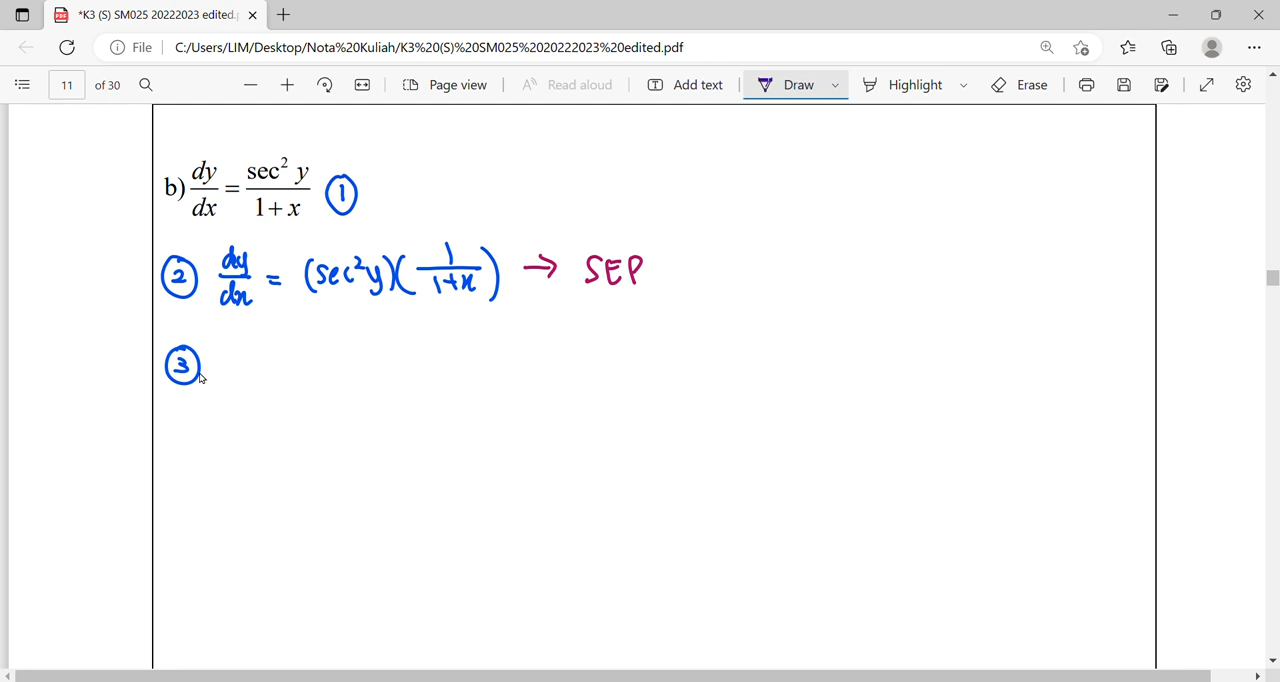 *K3 (S) SM025 20222023 edited.p
File C:/Users/LIM/Desktop/Nota%20Kuliah/K3%20(S)%20SM025%2020222023%20edited.pdf
11 of 30 Page view Read aloud Add text Draw Highlight Erase
b) dy/dx = sec² y / 1 + x ①
② dy/dx = (sec²y)(1/1+x) → SEP
③